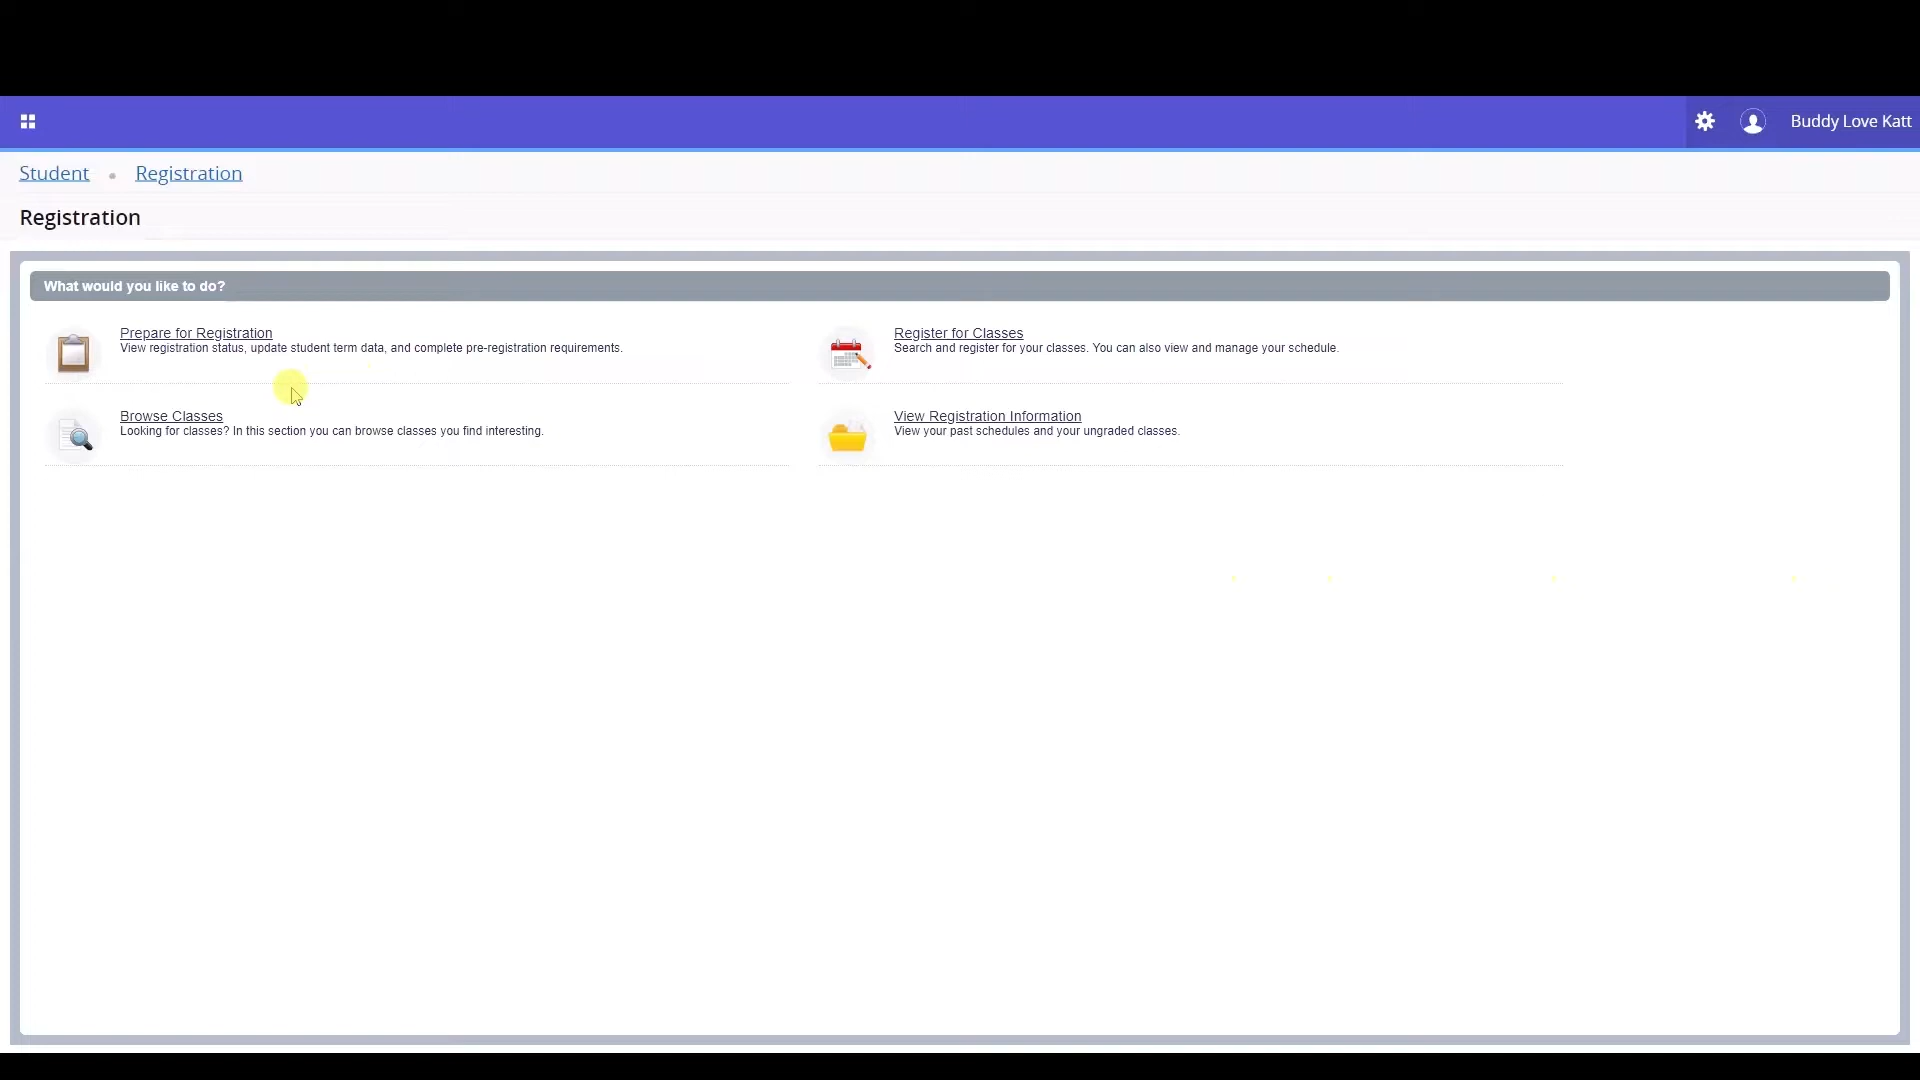 Buddy Love Katt
Student • Registration
Registration
What would you like to do?
Prepare for Registration
View registration status, update student term data, and complete pre-registration requirements.
Register for Classes
Search and register for your classes. You can also view and manage your schedule.
Browse Classes
Looking for classes? In this section you can browse classes you find interesting.
View Registration Information
View your past schedules and your ungraded classes.